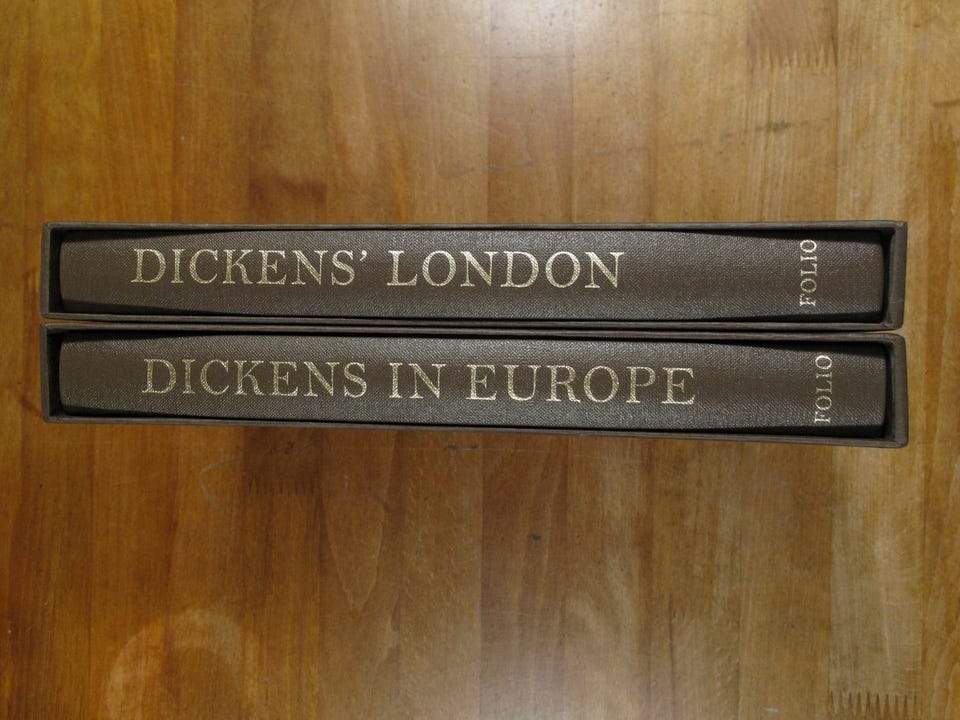 DICKENS' LONDON
FOLIO
DICKENS IN EUROPE
FOLIO